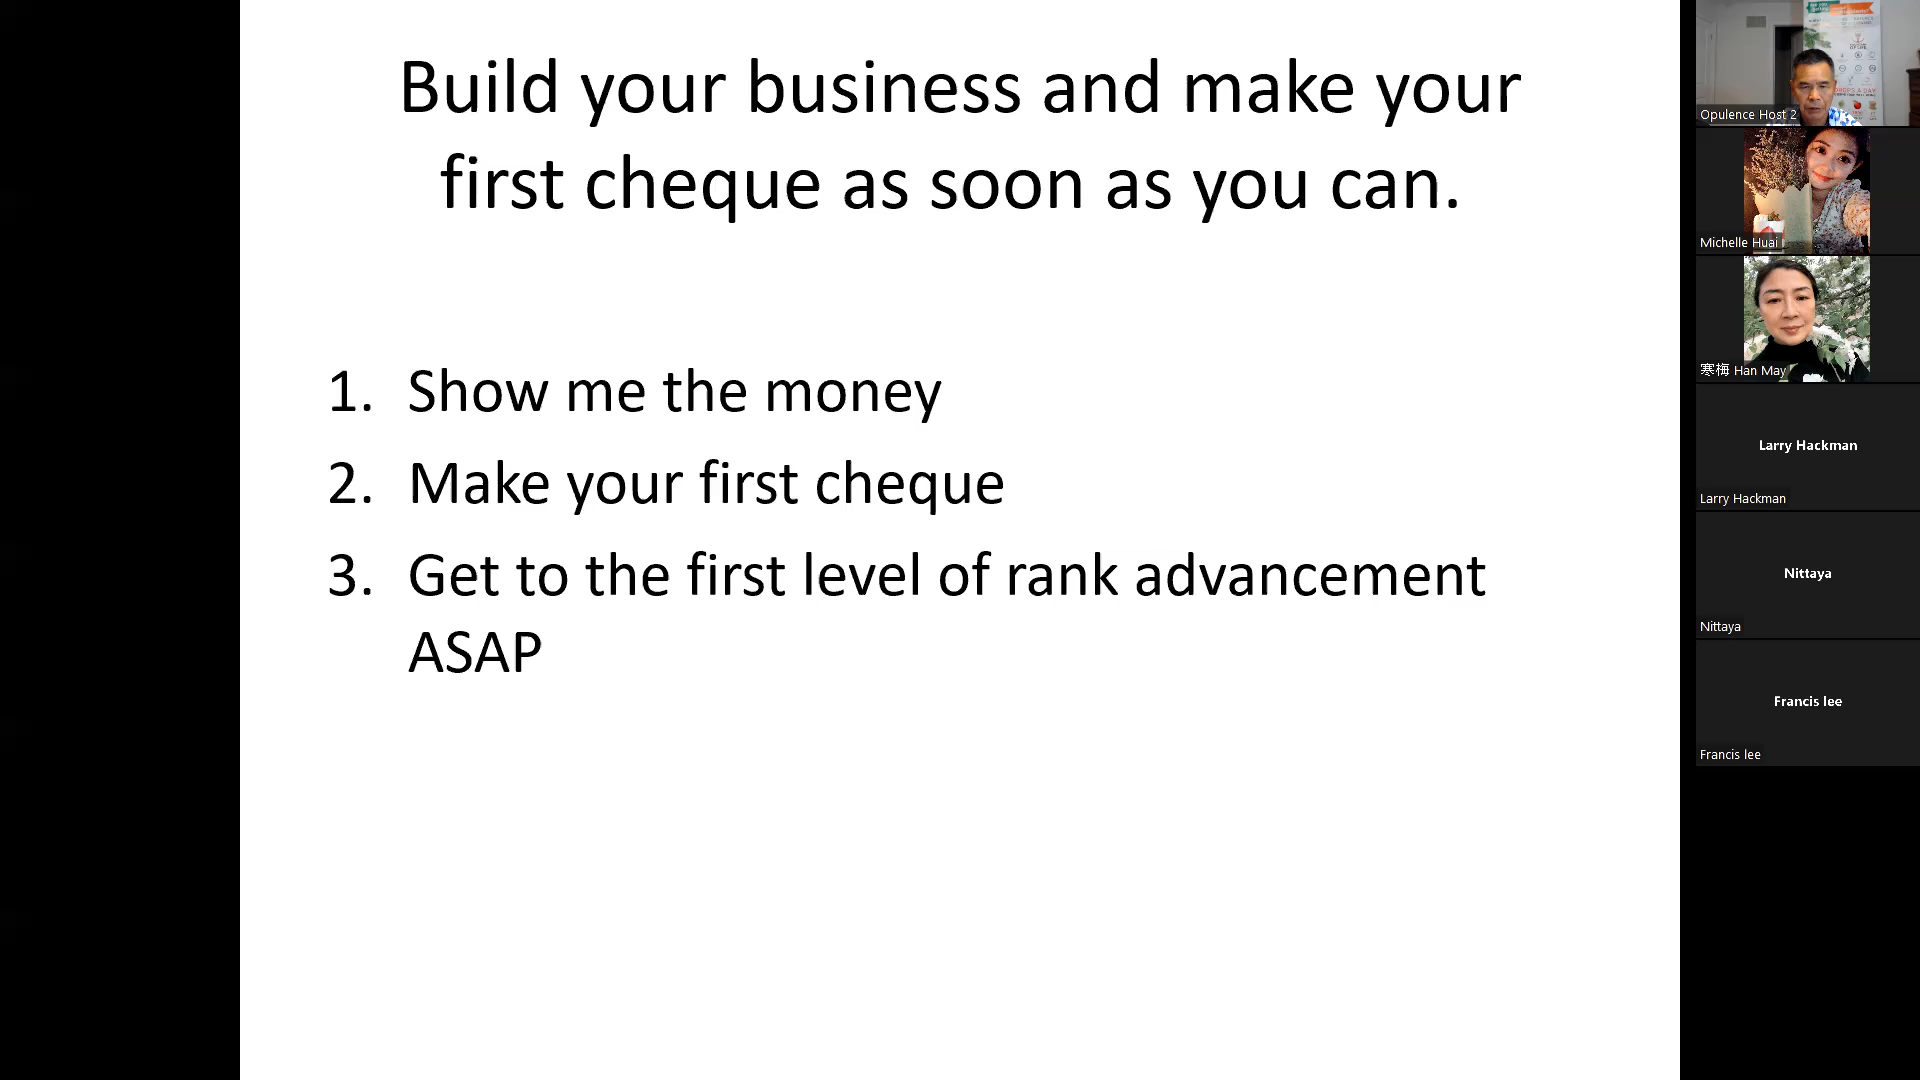 Build your business and make your
first cheque as soon as you can.
1. Show me the money
2. Make your first cheque
3. Get to the first level of rank advancement
ASAP
Opulence Host 2
Michelle Huai
寒梅 Han May
Larry Hackman
Larry Hackman
Nittaya
Nittaya
Francis lee
Francis lee